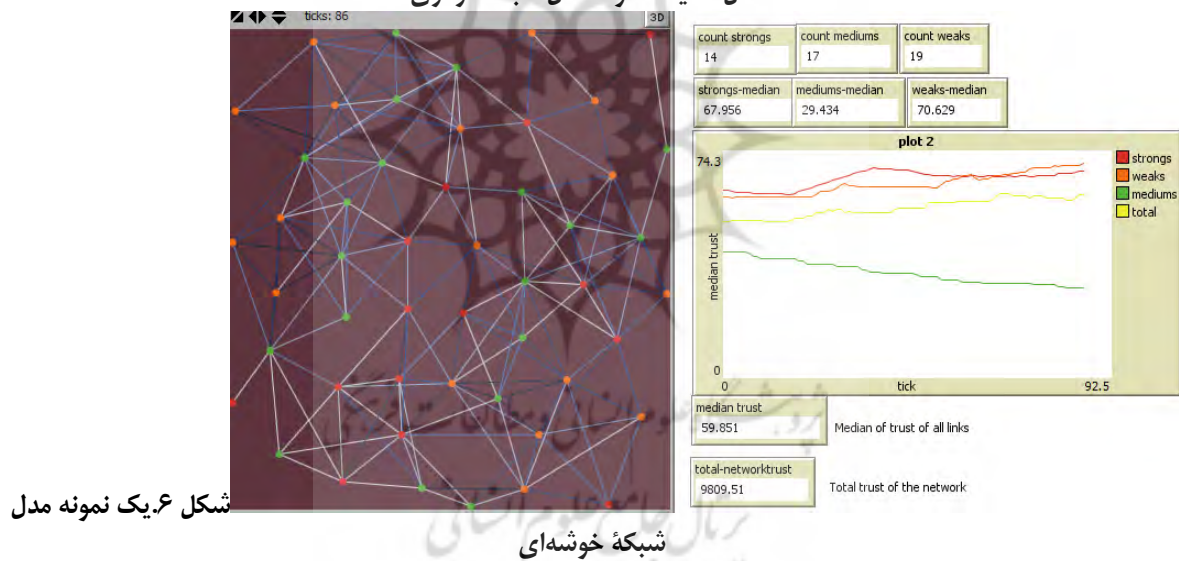 ticks: 86
3D
count strongs
14
count mediums
17
count weaks
19
strongs-median
67.956
mediums-median
29.434
weaks-median
70.629
plot 2
74.3
median trust
0
0
tick
92.5
strongs
weaks
mediums
total
median trust
59.851
Median of trust of all links
total-networktrust
9809.51
Total trust of the network
شکل ۶.یک نمونه مدل
شبکهٔ خوشه‌ای